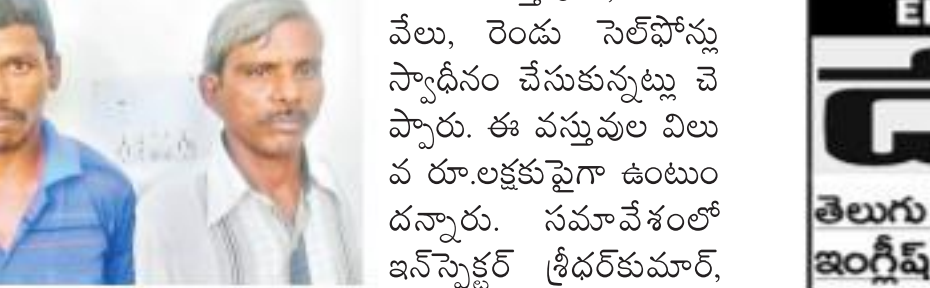 వేలు, రెండు సెల్‌ఫోన్లు
స్వాధీనం చేసుకున్నట్లు చె
ప్పారు. ఈ వస్తువుల విలు
వ రూ.లక్షకుపైగా ఉంటుం
దన్నారు. సమావేశంలో
ఇన్‌స్పెక్టర్ శ్రీధర్‌కుమార్,
తెలుగు
ఇంగ్లీష్